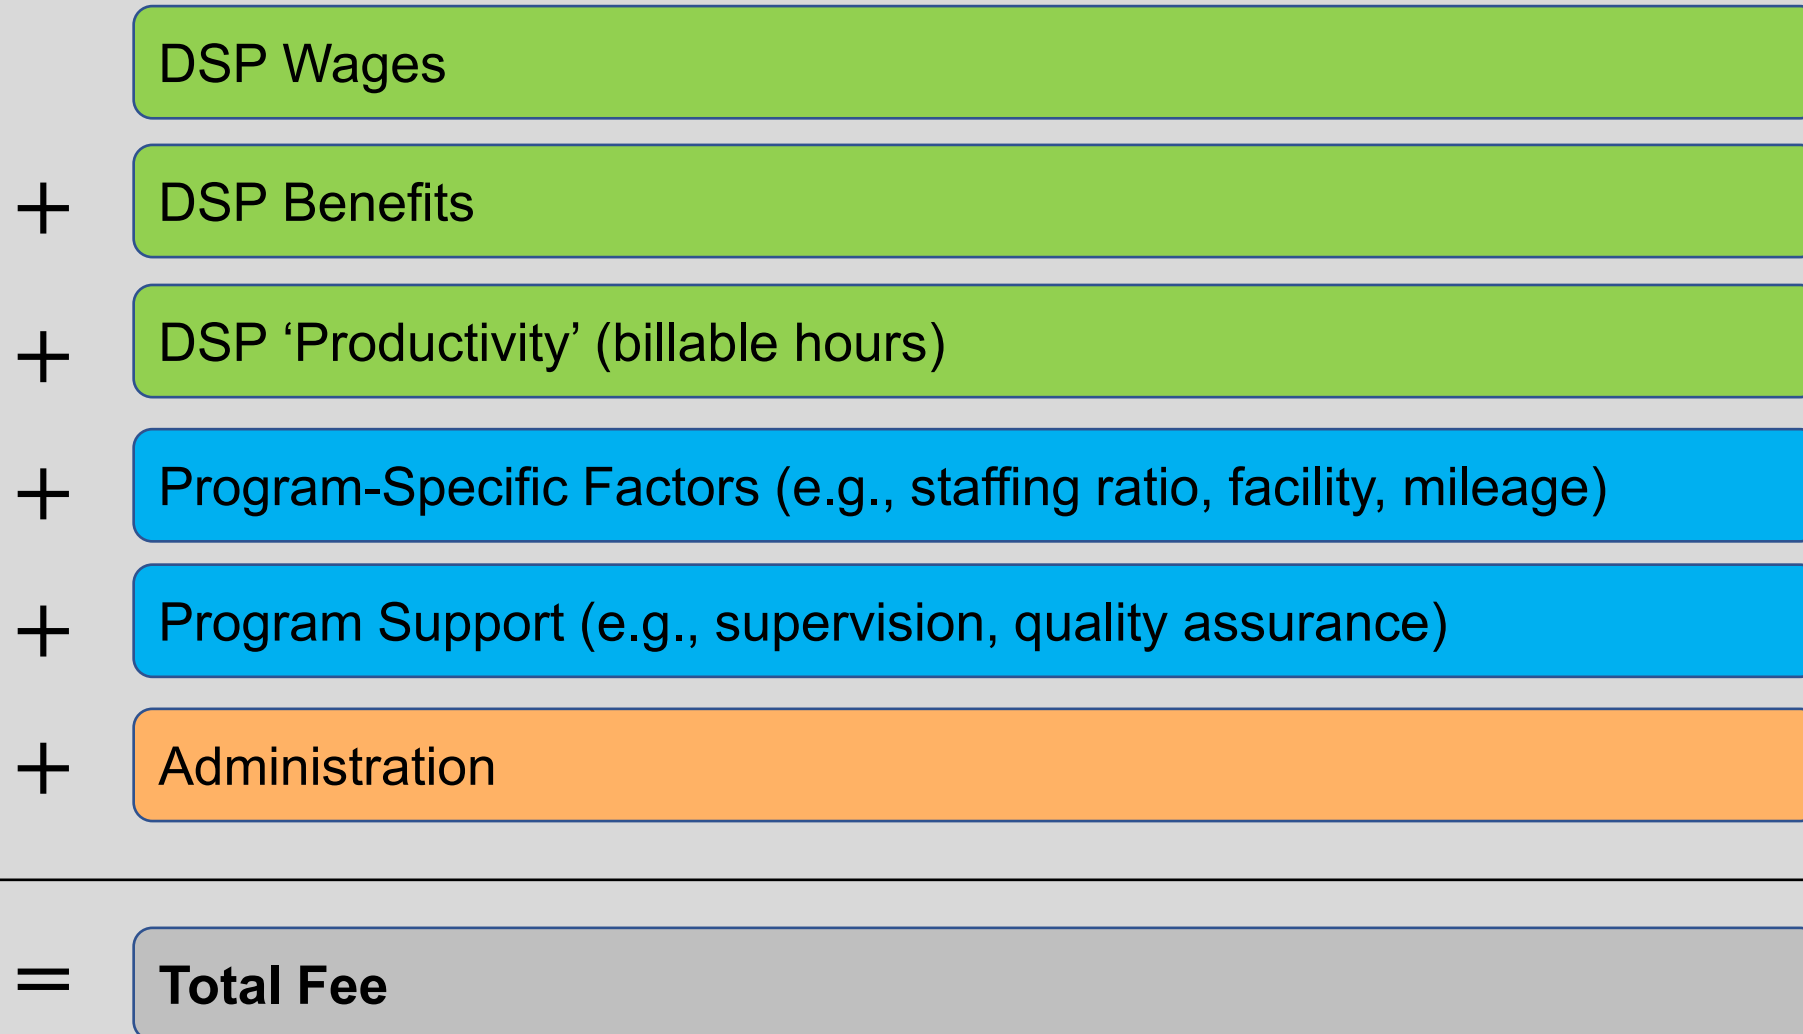 DSP Wages
+ DSP Benefits
+ DSP ‘Productivity’ (billable hours)
+ Program-Specific Factors (e.g., staffing ratio, facility, mileage)
+ Program Support (e.g., supervision, quality assurance)
+ Administration
= Total Fee